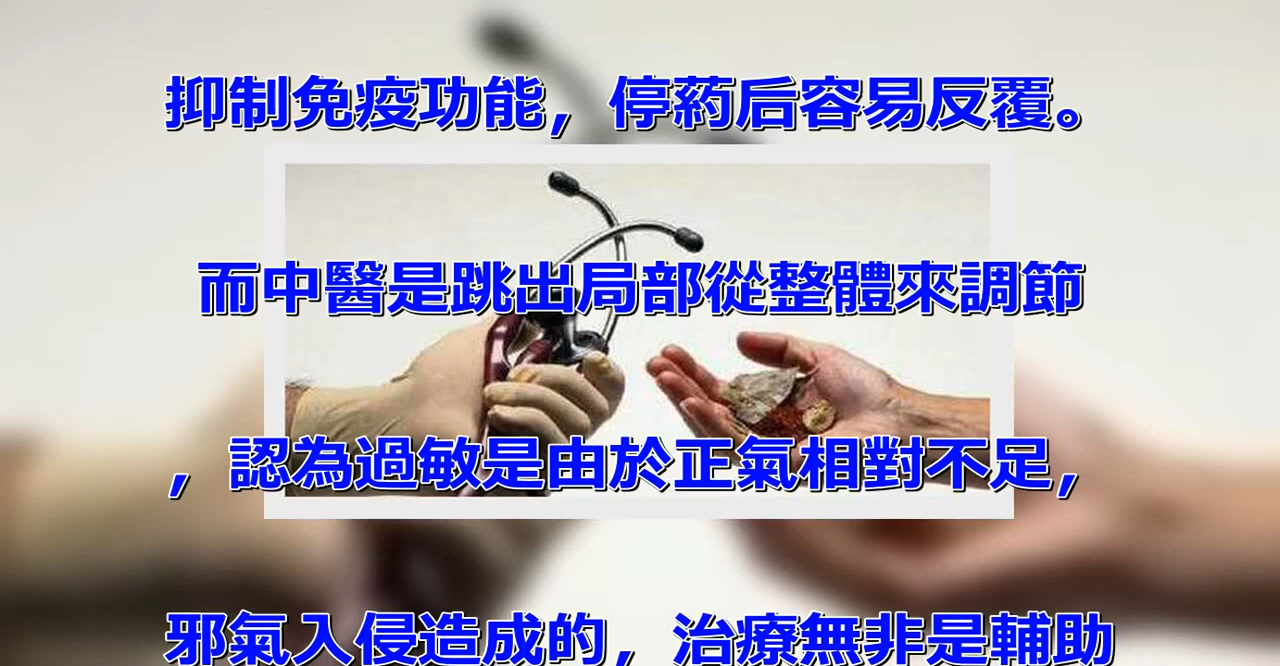 抑制免疫功能，停葯后容易反覆。
而中醫是跳出局部從整體來調節
，認為過敏是由於正氣相對不足，
邪氣入侵造成的，治療無非是輔助